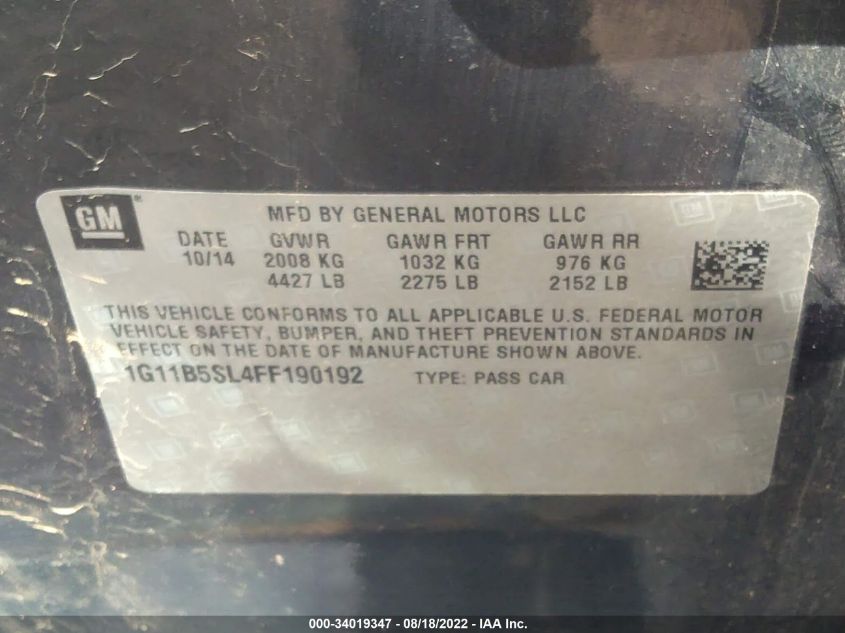 GM ®
MFD BY GENERAL MOTORS LLC
DATE GVWR GAWR FRT GAWR RR
10/14 2008 KG 1032 KG 976 KG
4427 LB 2275 LB 2152 LB
THIS VEHICLE CONFORMS TO ALL APPLICABLE U.S. FEDERAL MOTOR
VEHICLE SAFETY, BUMPER, AND THEFT PREVENTION STANDARDS IN
EFFECT ON THE DATE OF MANUFACTURE SHOWN ABOVE.
1G11B5SL4FF190192 TYPE: PASS CAR
000-34019347 - 08/18/2022 - IAA Inc.